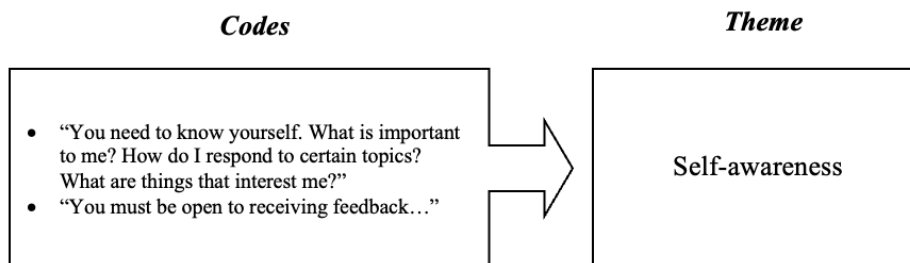 Codes
Theme
• “You need to know yourself. What is important
to me? How do I respond to certain topics?
What are things that interest me?”
• “You must be open to receiving feedback…”
Self-awareness